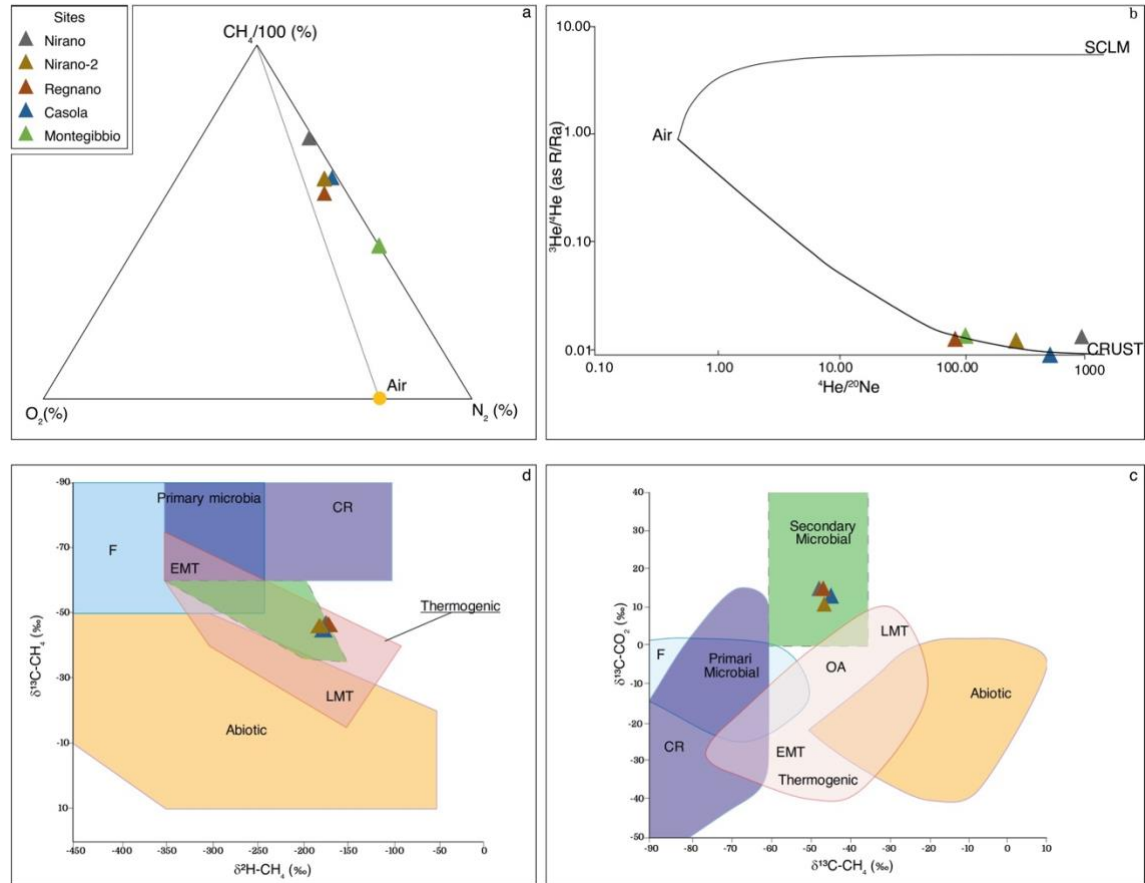 Sites
Nirano
Nirano-2
Regnano
Casola
Montegibbio
a
CH₄/100 (%)
Air
O₂(%)
N₂ (%)
b
10.00
1.00
0.10
0.01
³He/⁴He (as R/Ra)
SCLM
Air
CRUST
0.10
1.00
10.00
100.00
1000
⁴He/²⁰Ne
d
-90
-70
-50
-30
-10
10
δ¹³C-CH₄ (‰)
Primary microbia
CR
F
EMT
Thermogenic
LMT
Abiotic
-450
-400
-300
-200
-150
-100
0
δ²H-CH₄ (‰)
c
40
30
20
10
0
-10
-20
-30
-40
-50
δ¹³C-CO₂ (‰)
Secondary
Microbial
LMT
F
Primari
Microbial
OA
Abiotic
CR
EMT
Thermogenic
-90
-80
-70
-60
-50
-40
-30
-20
-10
0
10
δ¹³C-CH₄ (‰)